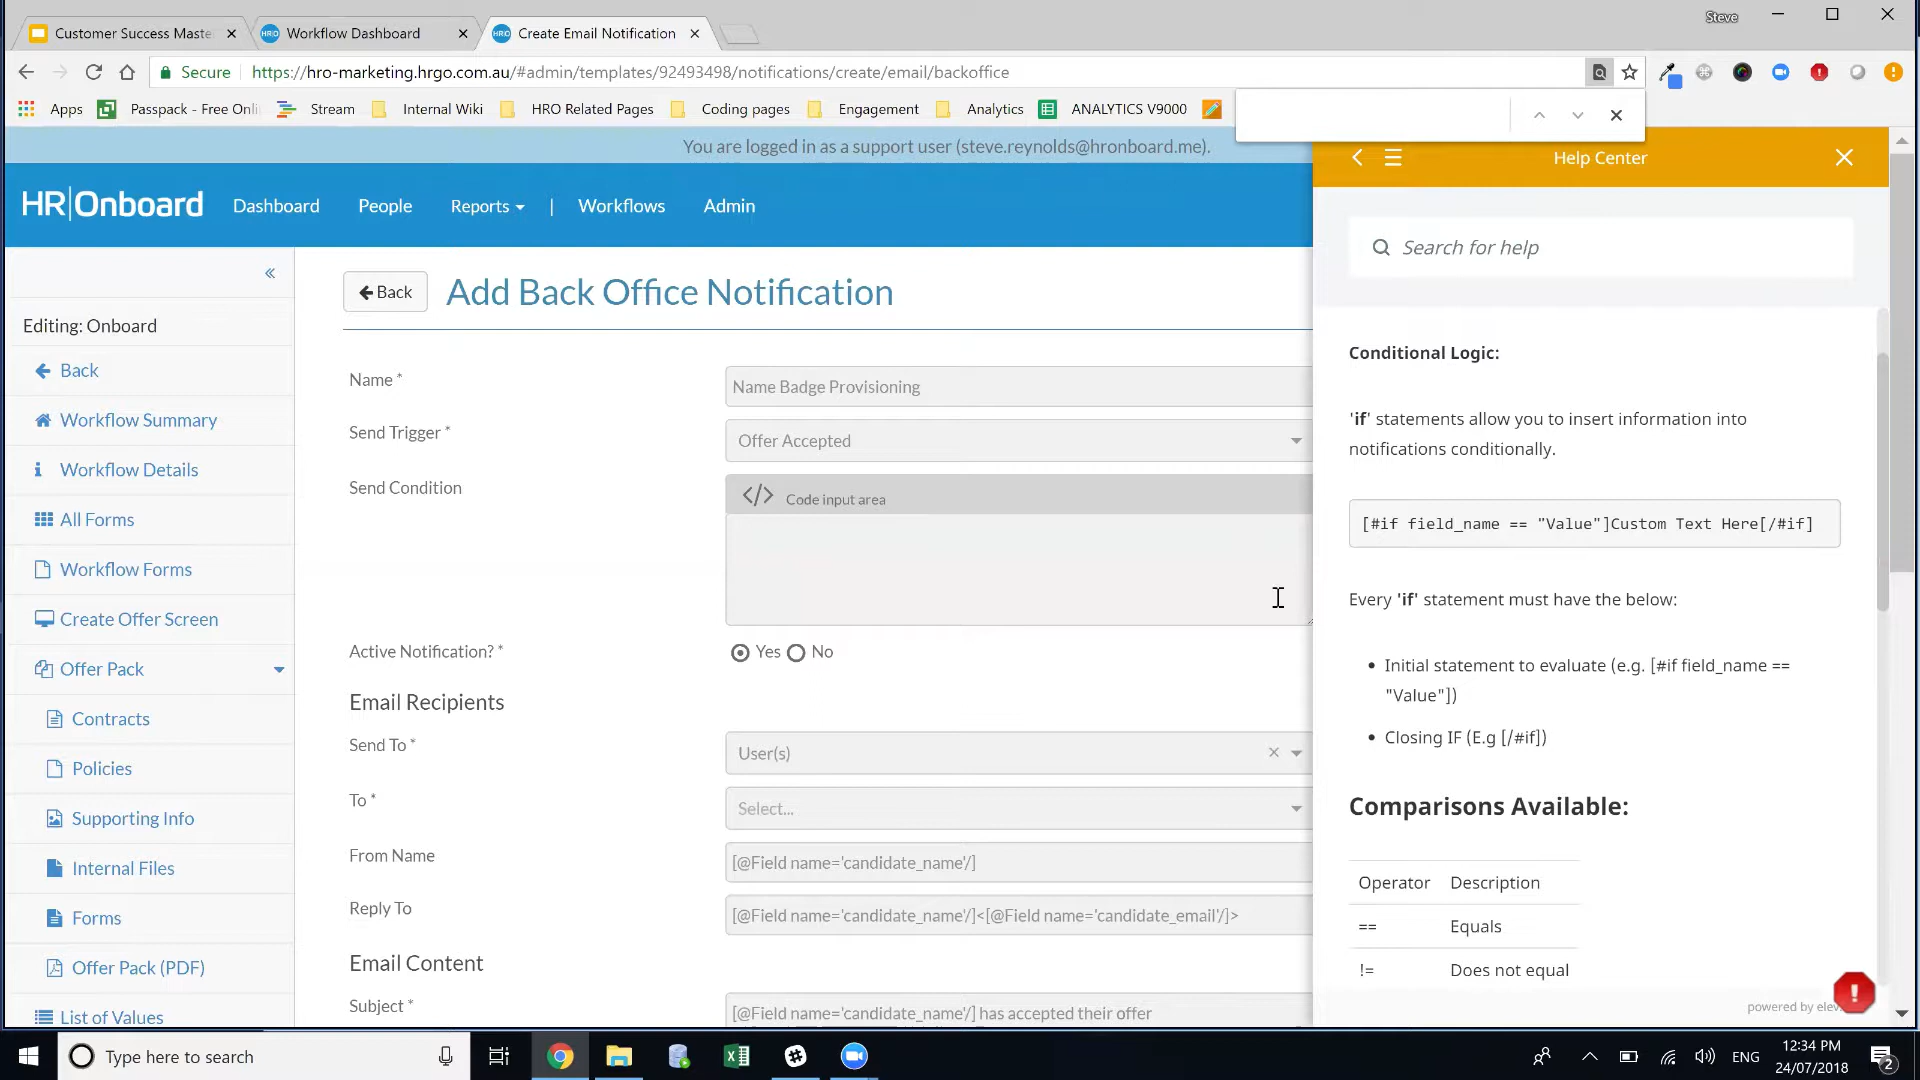 Steve
Customer Success Maste
Workflow Dashboard
Create Email Notification
Secure
https://hro-marketing.hrgo.com.au/#admin/templates/92493498/notifications/create/email/backoffice
Apps
Passpack - Free Onli
Stream
Internal Wiki
HRO Related Pages
Coding pages
Engagement
Analytics
ANALYTICS V9000
You are logged in as a support user (steve.reynolds@hronboard.me).
HR|Onboard
Dashboard
People
Reports
|
Workflows
Admin
«
Editing: Onboard
Back
Workflow Summary
Workflow Details
All Forms
Workflow Forms
Create Offer Screen
Offer Pack
Contracts
Policies
Supporting Info
Internal Files
Forms
Offer Pack (PDF)
List of Values
Back
Add Back Office Notification
Name *
Name Badge Provisioning
Send Trigger *
Offer Accepted
Send Condition
</> Code input area
Active Notification? *
Yes
No
Email Recipients
Send To *
User(s)
To *
Select...
From Name
[@Field name='candidate_name'/]
Reply To
[@Field name='candidate_name'/]<[@Field name='candidate_email'/]>
Email Content
Subject *
[@Field name='candidate_name'/] has accepted their offer
Help Center
Search for help
Conditional Logic:
'if' statements allow you to insert information into
notifications conditionally.
[#if field_name == "Value"]Custom Text Here[/#if]
Every 'if' statement must have the below:
• Initial statement to evaluate (e.g. [#if field_name ==
"Value"])
• Closing IF (E.g [/#if])
Comparisons Available:
Operator Description
== Equals
!= Does not equal
powered by elev
Type here to search
ENG
12:34 PM
24/07/2018
2